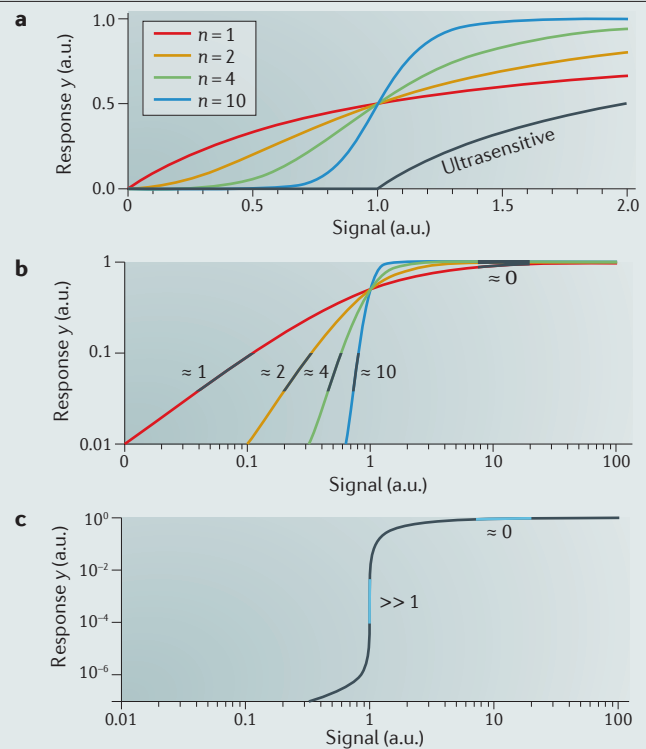 a
Response y (a.u.)
1.0
0.5
0.0
n = 1
n = 2
n = 4
n = 10
Ultrasensitive
0
0.5
1.0
1.5
2.0
Signal (a.u.)
b
Response y (a.u.)
1
0.1
0.01
≈ 1
≈ 2
≈ 4
≈ 10
≈ 0
0
0.1
1
10
100
Signal (a.u.)
c
Response y (a.u.)
10⁰
10⁻²
10⁻⁴
10⁻⁶
≈ 0
>> 1
0.01
0.1
1
10
100
Signal (a.u.)